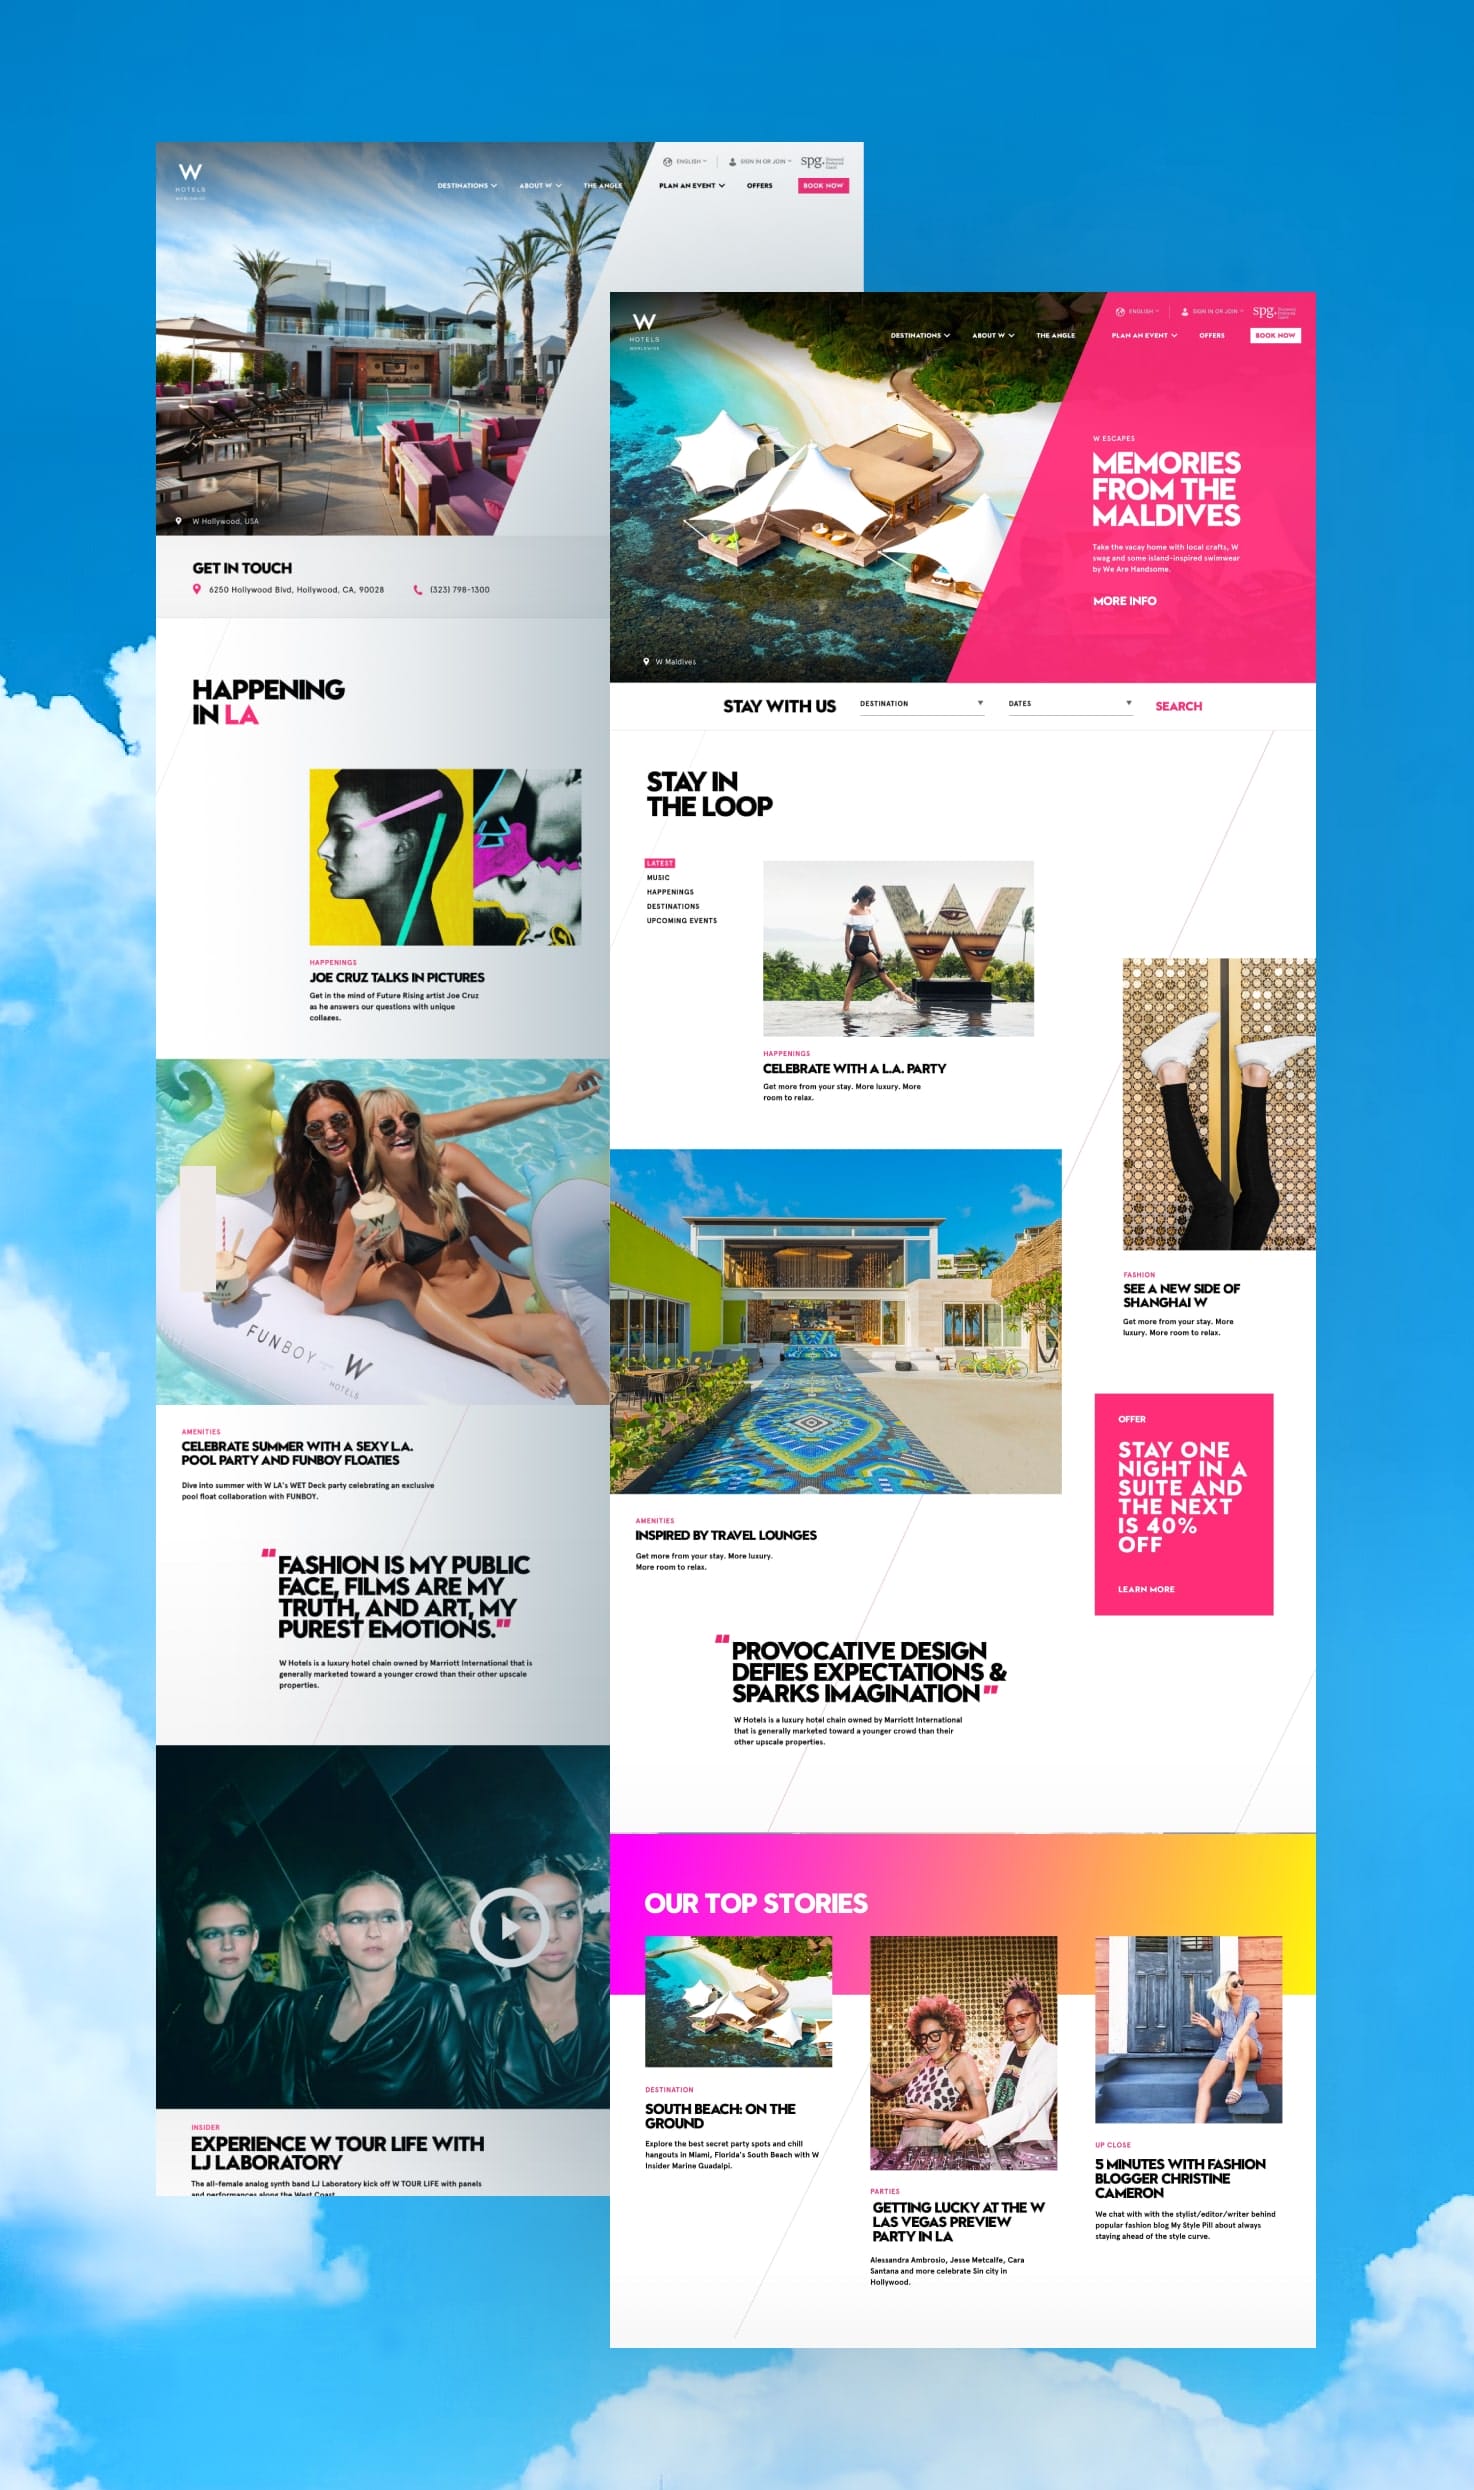 W
HOTELS
WORLDWIDE
ENGLISH
SIGN IN OR JOIN
spg.
Starwood
Preferred
Guest
DESTINATIONS
ABOUT W
THE ANGLE
PLAN AN EVENT
OFFERS
BOOK NOW
W Hollywood, USA
GET IN TOUCH
6250 Hollywood Blvd, Hollywood, CA, 90028
(323) 798-1300
HAPPENING
IN LA
HAPPENINGS
JOE CRUZ TALKS IN PICTURES
Get in the mind of Future Rising artist Joe Cruz
as he answers our questions with unique
collages.
W
W
FUNBOY
W
HOTELS
AMENITIES
CELEBRATE SUMMER WITH A SEXY L.A.
POOL PARTY AND FUNBOY FLOATIES
Dive into summer with W LA's WET Deck party celebrating an exclusive
pool float collaboration with FUNBOY.
"FASHION IS MY PUBLIC
FACE, FILMS ARE MY
TRUTH, AND ART, MY
PUREST EMOTIONS."
W Hotels is a luxury hotel chain owned by Marriott International that is
generally marketed toward a younger crowd than their other upscale
properties.
INSIDER
EXPERIENCE W TOUR LIFE WITH
LJ LABORATORY
The all-female analog synth band LJ Laboratory kick off W TOUR LIFE with panels
and performances along the West Coast
W
HOTELS
WORLDWIDE
ENGLISH
SIGN IN OR JOIN
spg.
Starwood
Preferred
Guest
DESTINATIONS
ABOUT W
THE ANGLE
PLAN AN EVENT
OFFERS
BOOK NOW
W ESCAPES
MEMORIES
FROM THE
MALDIVES
Take the vacay home with local crafts, W
swag and some island-inspired swimwear
by We Are Handsome.
MORE INFO
W Maldives
STAY WITH US
DESTINATION
DATES
SEARCH
STAY IN
THE LOOP
LATEST
MUSIC
HAPPENINGS
DESTINATIONS
UPCOMING EVENTS
W
HAPPENINGS
CELEBRATE WITH A L.A. PARTY
Get more from your stay. More luxury. More
room to relax.
FASHION
SEE A NEW SIDE OF
SHANGHAI W
Get more from your stay. More
luxury. More room to relax.
AMENITIES
INSPIRED BY TRAVEL LOUNGES
Get more from your stay. More luxury.
More room to relax.
OFFER
STAY ONE
NIGHT IN A
SUITE AND
THE NEXT
IS 40%
OFF
LEARN MORE
"PROVOCATIVE DESIGN
DEFIES EXPECTATIONS &
SPARKS IMAGINATION"
W Hotels is a luxury hotel chain owned by Marriott International
that is generally marketed toward a younger crowd than their
other upscale properties.
OUR TOP STORIES
DESTINATION
SOUTH BEACH: ON THE
GROUND
Explore the best secret party spots and chill
hangouts in Miami, Florida's South Beach with W
Insider Marine Guadalpi.
PARTIES
GETTING LUCKY AT THE W
LAS VEGAS PREVIEW
PARTY IN LA
Alessandra Ambrosio, Jesse Metcalfe, Cara
Santana and more celebrate Sin city in
Hollywood.
UP CLOSE
5 MINUTES WITH FASHION
BLOGGER CHRISTINE
CAMERON
We chat with with the stylist/editor/writer behind
popular fashion blog My Style Pill about always
staying ahead of the style curve.